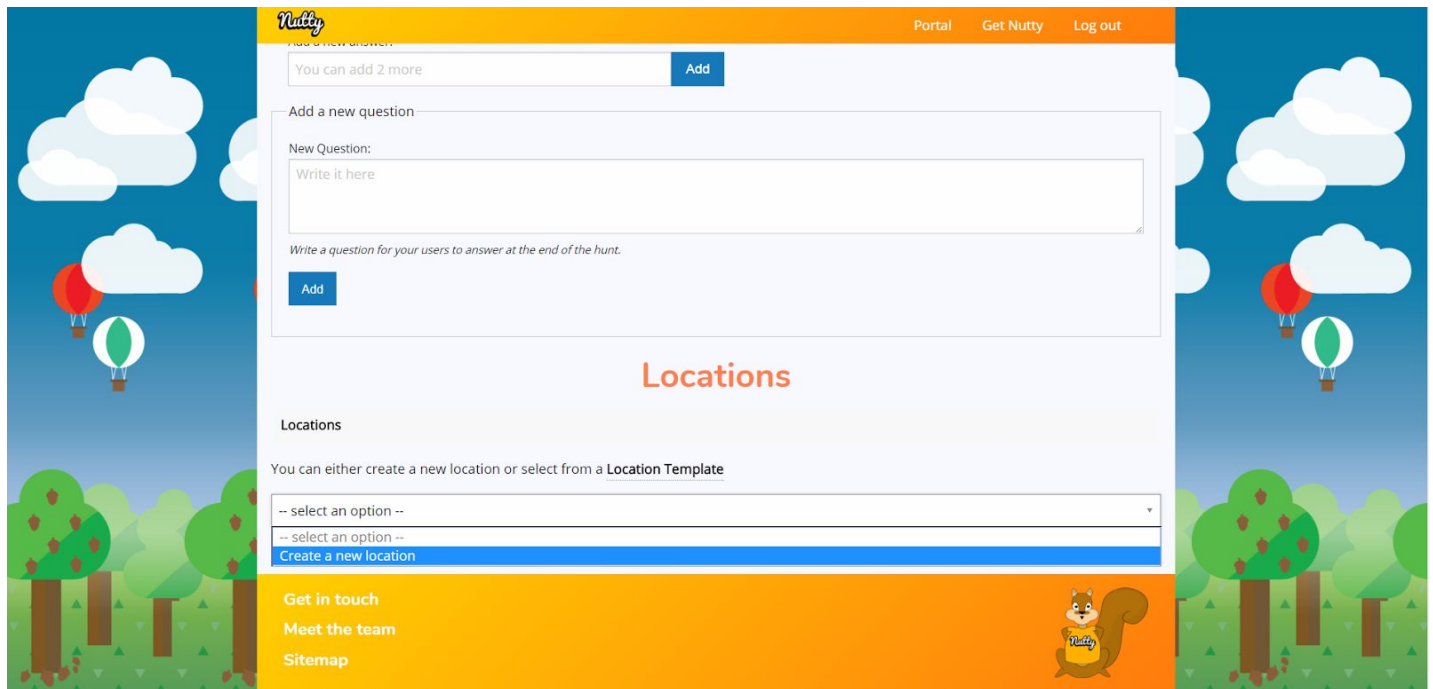 Nutty
Portal Get Nutty Log out
Add a new answer:
You can add 2 more
Add
Add a new question
New Question:
Write it here
Write a question for your users to answer at the end of the hunt.
Add
Locations
Locations
You can either create a new location or select from a Location Template
-- select an option --
-- select an option --
Create a new location
Get in touch
Meet the team
Sitemap
Nutty